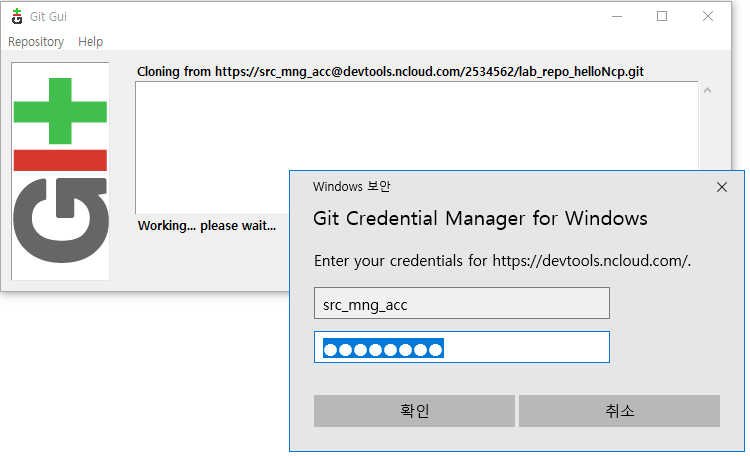 Git Gui
Repository Help
Cloning from https://src_mng_acc@devtools.ncloud.com/2534562/lab_repo_helloNcp.git
GIt
Working... please wait...
Windows 보안
Git Credential Manager for Windows
Enter your credentials for https://devtools.ncloud.com/.
src_mng_acc
●●●●●●●●
확인 취소